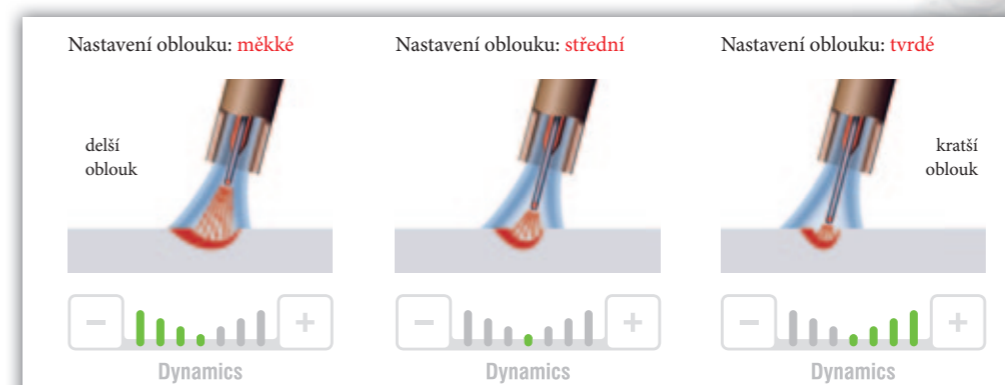 Nastavení oblouku: měkké
Nastavení oblouku: střední
Nastavení oblouku: tvrdé
delší
oblouk
kratší
oblouk
Dynamics
Dynamics
Dynamics